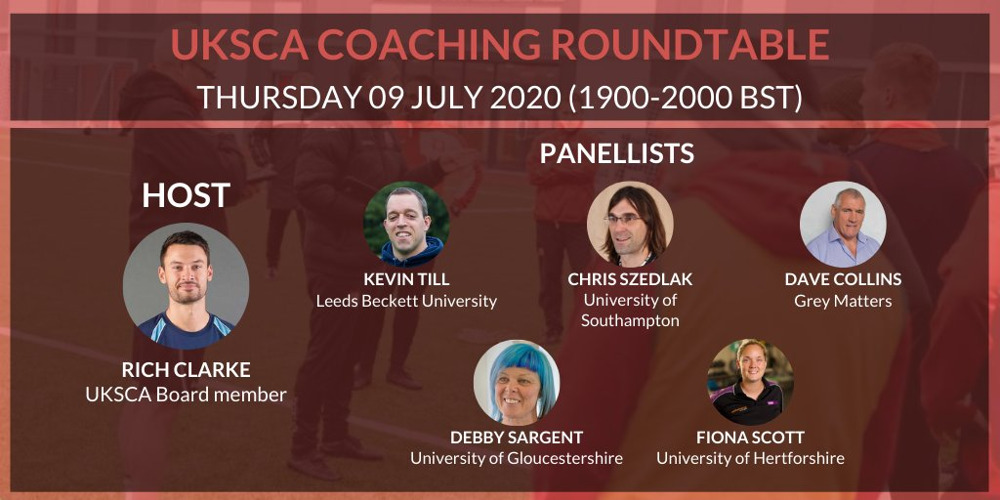 UKSCA COACHING ROUNDTABLE
THURSDAY 09 JULY 2020 (1900-2000 BST)
HOST
RICH CLARKE
UKSCA Board member
PANELLISTS
KEVIN TILL
Leeds Beckett University
CHRIS SZEDLAK
University of
Southampton
DAVE COLLINS
Grey Matters
DEBBY SARGENT
University of Gloucestershire
FIONA SCOTT
University of Hertforshire